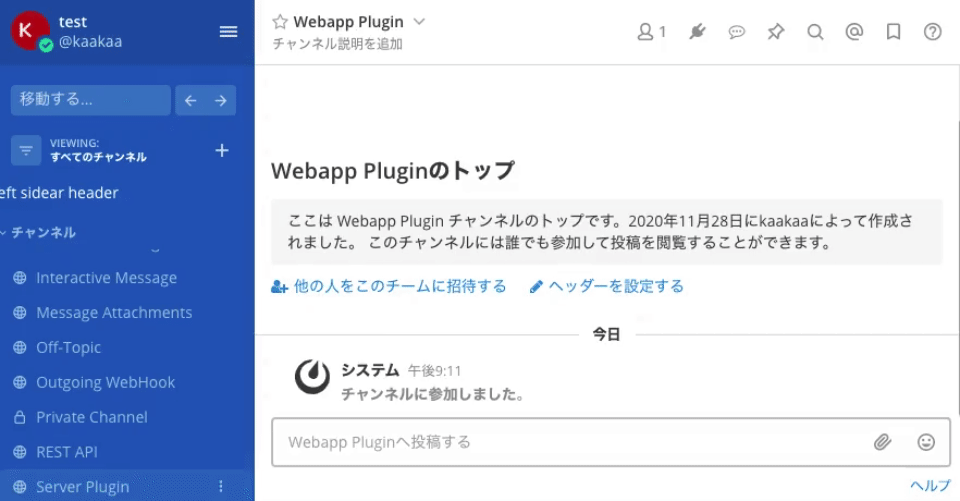 K
test
@kaakaa
移動する...
VIEWING:
すべてのチャンネル
eft sidear header
チャンネル
Interactive Message
Message Attachments
Off-Topic
Outgoing WebHook
Private Channel
REST API
Server Plugin
Webapp Plugin
チャンネル説明を追加
1
Webapp Pluginのトップ
ここは Webapp Plugin チャンネルのトップです。2020年11月28日にkaakaaによって作成さ
れました。 このチャンネルには誰でも参加して投稿を閲覧することができます。
他の人をこのチームに招待する ヘッダーを設定する
今日
システム 午後9:11
チャンネルに参加しました。
Webapp Pluginへ投稿する
ヘルプ